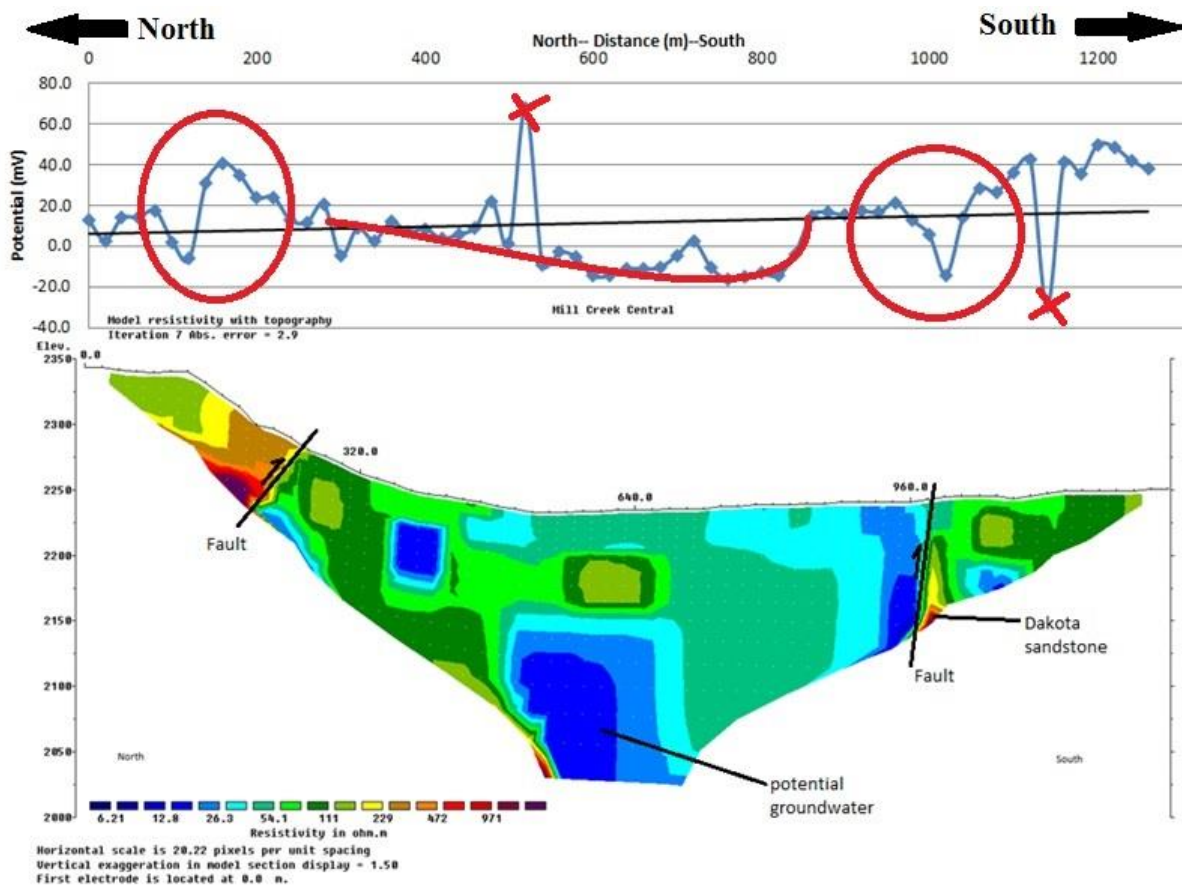 North
South
North-- Distance (m)--South
0 200 400 600 800 1000 1200
80.0
60.0
40.0
20.0
0.0
-20.0
-40.0
Potential (mV)
Mill Creek Central
Model resistivity with topography
Iteration 7 Abs. error = 2.9
Elev.
0.0
2350
2300
2250
2200
2150
2100
2050
2000
320.0
640.0
960.0
Fault
Dakota
sandstone
Fault
North
South
potential
groundwater
6.21 12.8 26.3 54.1 111 229 472 971
Resistivity in ohm.m
Horizontal scale is 20.22 pixels per unit spacing
Vertical exaggeration in model section display = 1.50
First electrode is located at 0.0 m.